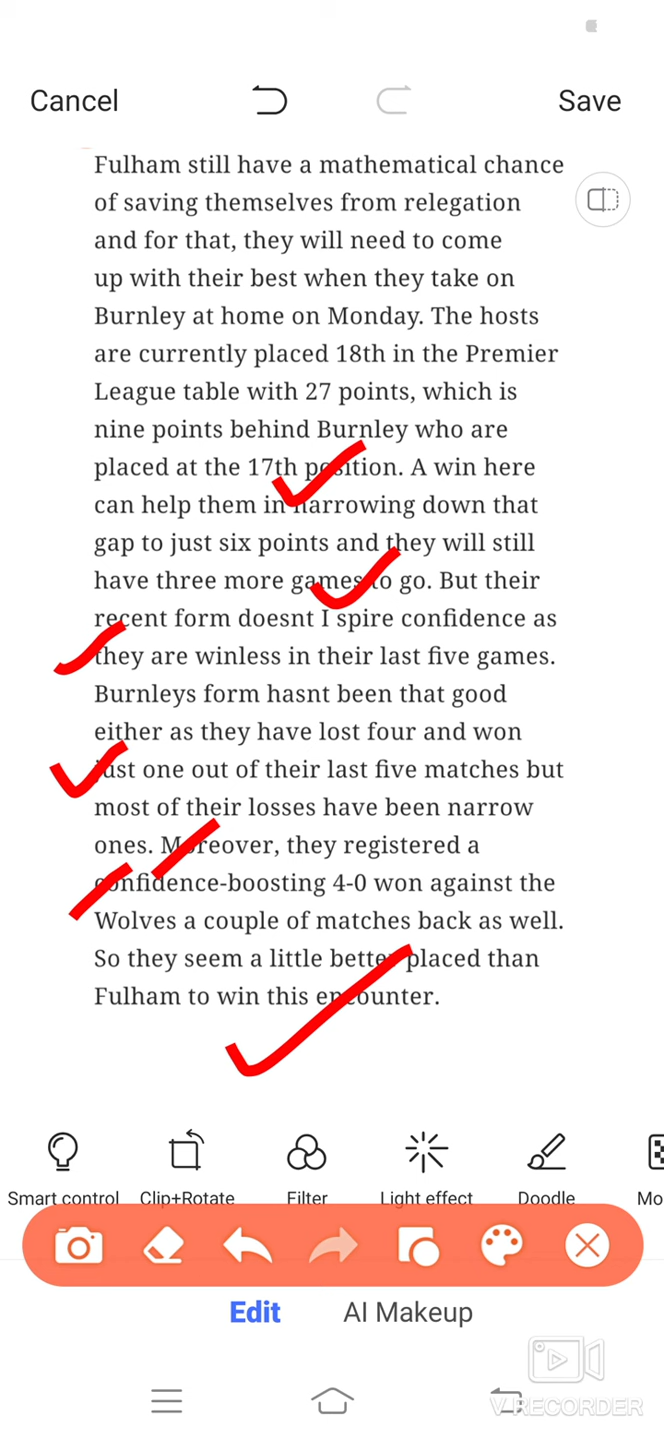 Cancel
Save
Fulham still have a mathematical chance
of saving themselves from relegation
and for that, they will need to come
up with their best when they take on
Burnley at home on Monday. The hosts
are currently placed 18th in the Premier
League table with 27 points, which is
nine points behind Burnley who are
placed at the 17th position. A win here
can help them in narrowing down that
gap to just six points and they will still
have three more games to go. But their
recent form doesnt I spire confidence as
they are winless in their last five games.
Burnleys form hasnt been that good
either as they have lost four and won
just one out of their last five matches but
most of their losses have been narrow
ones. Moreover, they registered a
confidence-boosting 4-0 won against the
Wolves a couple of matches back as well.
So they seem a little better placed than
Fulham to win this encounter.
Smart control Clip+Rotate Filter Light effect Doodle Mo
Edit AI Makeup
V RECORDER